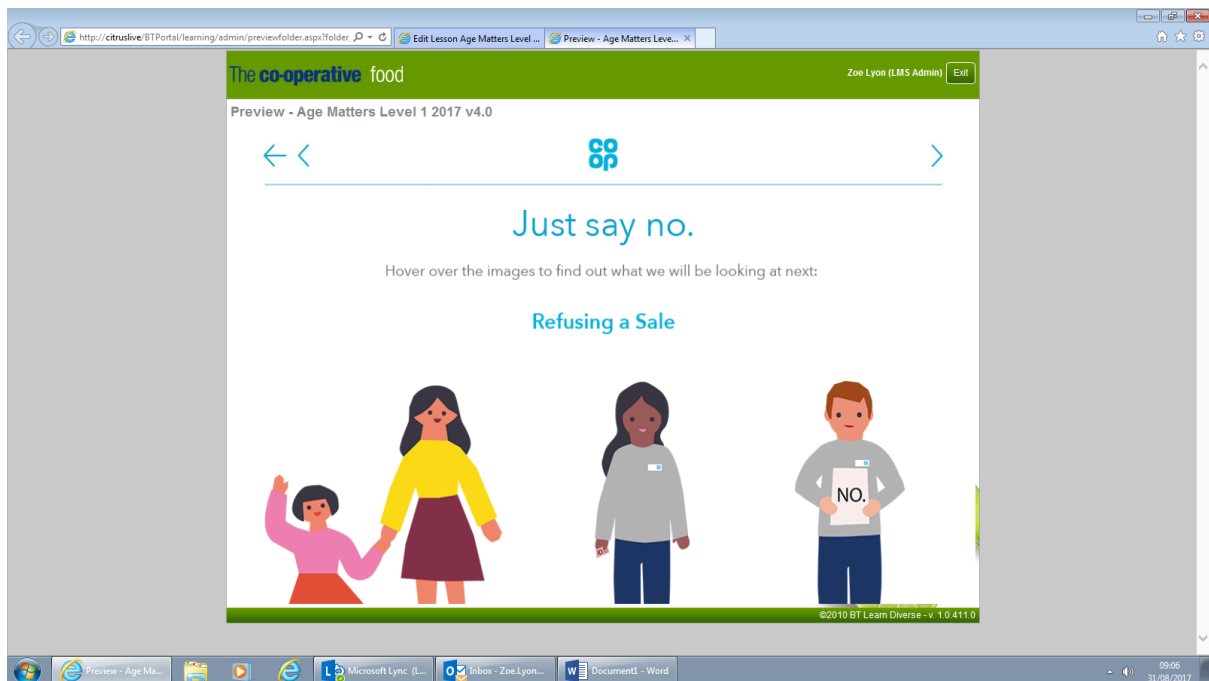 http://citruslive/BTPortal/learning/admin/previewfolder.aspx?folder
Edit Lesson Age Matters Level ...
Preview - Age Matters Leve...
The co-operative food
Zoe Lyon (LMS Admin)
Exit
Preview - Age Matters Level 1 2017 v4.0
CO
OP
Just say no.
Hover over the images to find out what we will be looking at next:
Refusing a Sale
NO.
©2010 BT Learn Diverse - v. 1.0.411.0
Preview - Age Ma...
Microsoft Lync (L...
Inbox - Zoe.Lyon...
Document1 - Word
09:06
31/08/2017